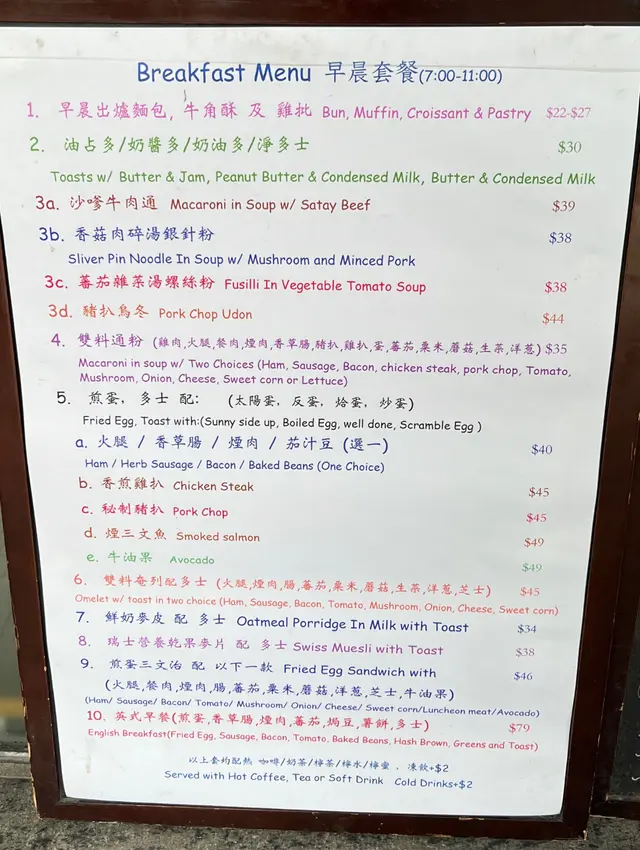 Breakfast Menu 早晨套餐(7:00-11:00)
1. 早晨出爐麵包, 牛角酥 及 雞批 Bun, Muffin, Croissant & Pastry $22-$27
2. 油占多/奶醬多/奶油多/淨多士 $30
Toasts w/ Butter & Jam, Peanut Butter & Condensed Milk, Butter & Condensed Milk
3a. 沙嗲牛肉通 Macaroni in Soup w/ Satay Beef $39
3b. 香菇肉碎湯銀針粉 $38
Sliver Pin Noodle In Soup w/ Mushroom and Minced Pork
3c. 蕃茄雜菜湯螺絲粉 Fusilli In Vegetable Tomato Soup $38
3d. 豬扒烏冬 Pork Chop Udon $44
4. 雙料通粉 (雞肉,火腿,餐肉,煙肉,香草腸,豬扒,雞扒,蛋,蕃茄,粟米,蘑菇,生菜,洋葱) $35
Macaroni in soup w/ Two Choices (Ham, Sausage, Bacon, chicken steak, pork chop, Tomato,
Mushroom, Onion, Cheese, Sweet corn or Lettuce)
5. 煎蛋, 多士 配: (太陽蛋, 反蛋, 烚蛋, 炒蛋)
Fried Egg, Toast with:(Sunny side up, Boiled Egg, well done, Scramble Egg )
a. 火腿 / 香草腸 / 煙肉 / 茄汁豆 (選一) $40
Ham / Herb Sausage / Bacon / Baked Beans (One Choice)
b. 香煎雞扒 Chicken Steak $45
c. 秘制豬扒 Pork Chop $45
d. 煙三文魚 Smoked salmon $49
e. 牛油果 Avocado $49
6. 雙料奄列配多士 (火腿,煙肉,腸,蕃茄,粟米,蘑菇,生菜,洋葱,芝士) $45
Omelet w/ toast in two choice (Ham, Sausage, Bacon, Tomato, Mushroom, Onion, Cheese, Sweet corn)
7. 鮮奶麥皮 配 多士 Oatmeal Porridge In Milk with Toast $34
8. 瑞士營養乾果麥片 配 多士 Swiss Muesli with Toast $38
9. 煎蛋三文治 配 以下一款 Fried Egg Sandwich with $46
(火腿,餐肉,煙肉,腸,蕃茄,粟米,蘑菇,洋葱,芝士,牛油果)
(Ham/ Sausage/ Bacon/ Tomato/ Mushroom/ Onion/ Cheese/ Sweet corn/Luncheon meat/Avocado)
10. 英式早餐(煎蛋,香草腸,煙肉,蕃茄,焗豆,薯餅,多士) $79
English Breakfast(Fried Egg, Sausage, Bacon, Tomato, Baked Beans, Hash Brown, Greens and Toast)
以上套均配熱 咖啡/奶茶/檸茶/檸水/檸蜜 , 凍飲+$2
Served with Hot Coffee, Tea or Soft Drink Cold Drinks+$2